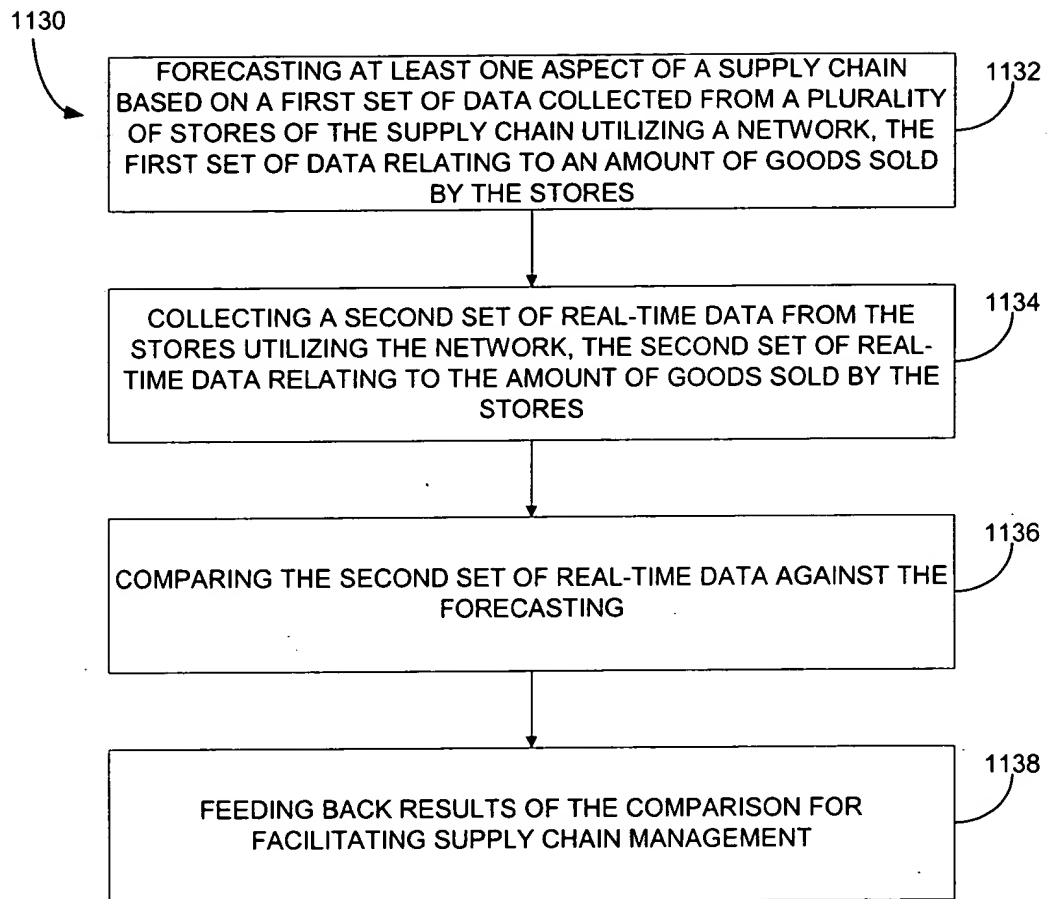 1130
FORECASTING AT LEAST ONE ASPECT OF A SUPPLY CHAIN
BASED ON A FIRST SET OF DATA COLLECTED FROM A PLURALITY
OF STORES OF THE SUPPLY CHAIN UTILIZING A NETWORK, THE
FIRST SET OF DATA RELATING TO AN AMOUNT OF GOODS SOLD
BY THE STORES
1132
COLLECTING A SECOND SET OF REAL-TIME DATA FROM THE
STORES UTILIZING THE NETWORK, THE SECOND SET OF REAL-
TIME DATA RELATING TO THE AMOUNT OF GOODS SOLD BY THE
STORES
1134
COMPARING THE SECOND SET OF REAL-TIME DATA AGAINST THE
FORECASTING
1136
FEEDING BACK RESULTS OF THE COMPARISON FOR
FACILITATING SUPPLY CHAIN MANAGEMENT
1138